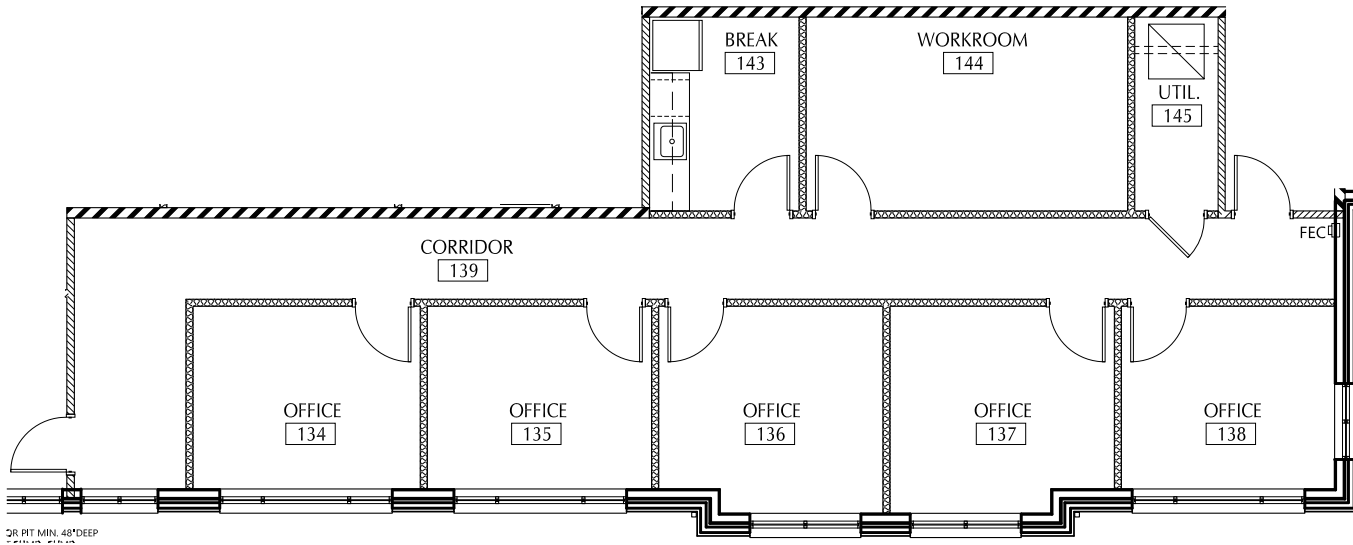 BREAK
143
WORKROOM
144
UTIL.
145
FEC
CORRIDOR
139
OFFICE
134
OFFICE
135
OFFICE
136
OFFICE
137
OFFICE
138
PIT MIN. 48"DEEP